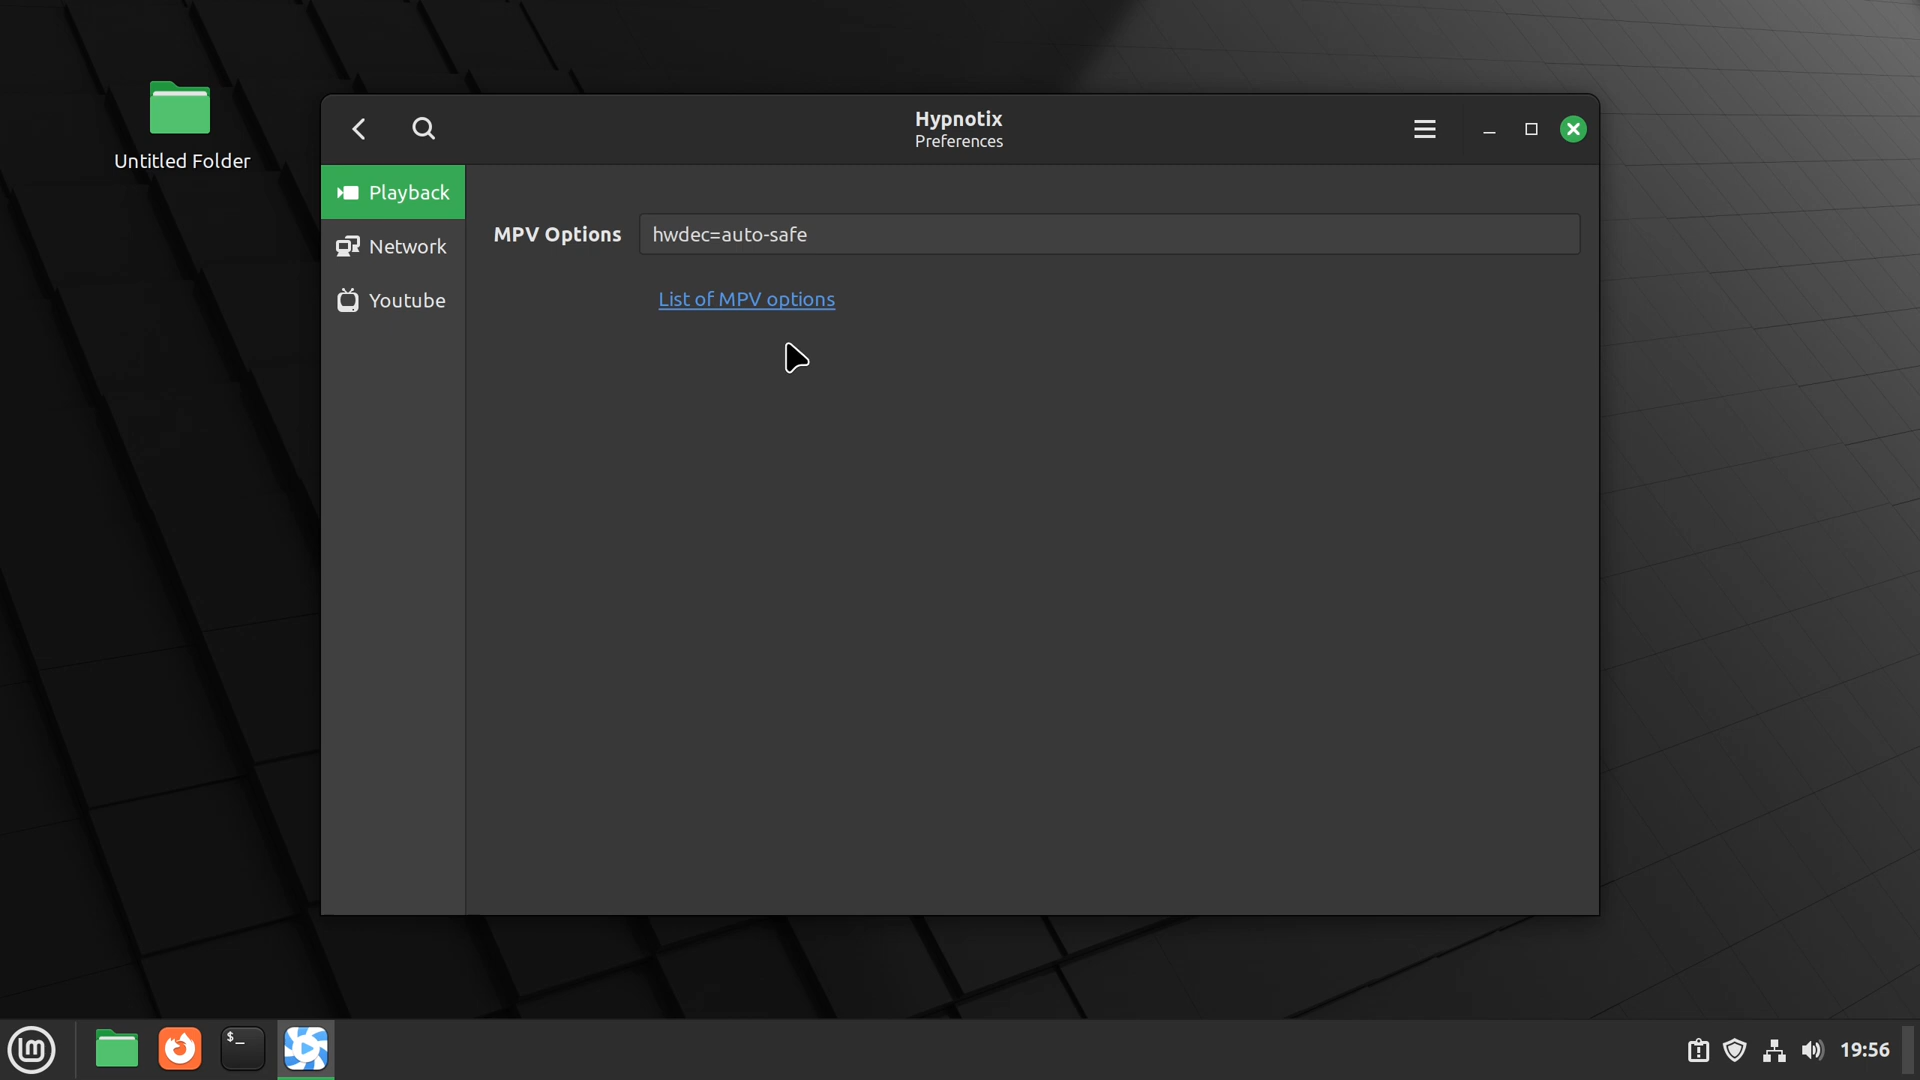 Untitled Folder
Hypnotix
Preferences
Playback
Network
Youtube
MPV Options
hwdec=auto-safe
List of MPV options
$_
19:56